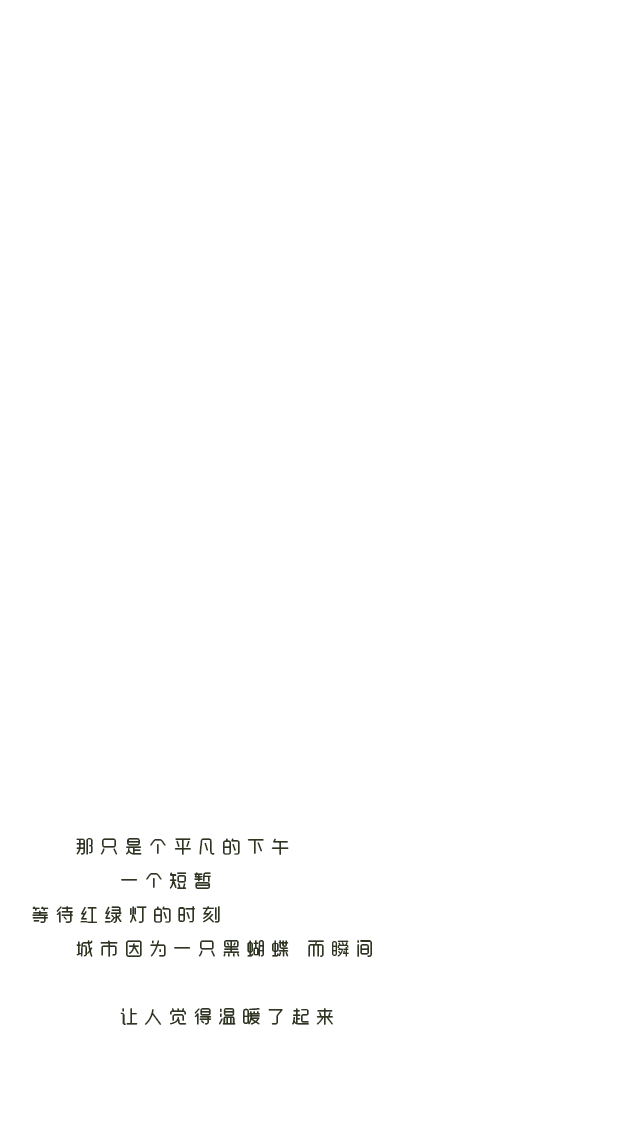 那只是个平凡的下午
一个短暂
等待红绿灯的时刻
城市因为一只黑蝴蝶 而瞬间
让人觉得温暖了起来